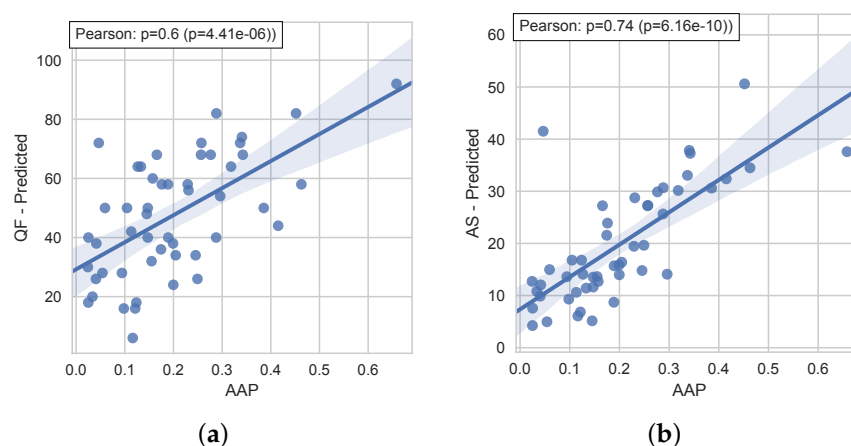 Pearson: p=0.6 (p=4.41e-06))
100
80
60
40
20
QF - Predicted
0.0 0.1 0.2 0.3 0.4 0.5 0.6
AAP
(a)
Pearson: p=0.74 (p=6.16e-10))
60
50
40
30
20
10
0
AS - Predicted
0.0 0.1 0.2 0.3 0.4 0.5 0.6
AAP
(b)